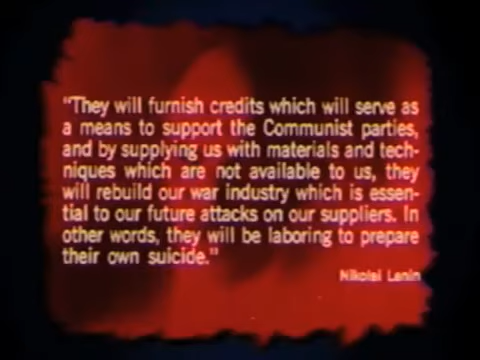 "They will furnish credits which will serve as
a means to support the Communist parties,
and by supplying us with materials and tech-
niques which are not available to us, they
will rebuild our war industry which is essen-
tial to our future attacks on our suppliers. In
other words, they will be laboring to prepare
their own suicide."
Nikolai Lenin